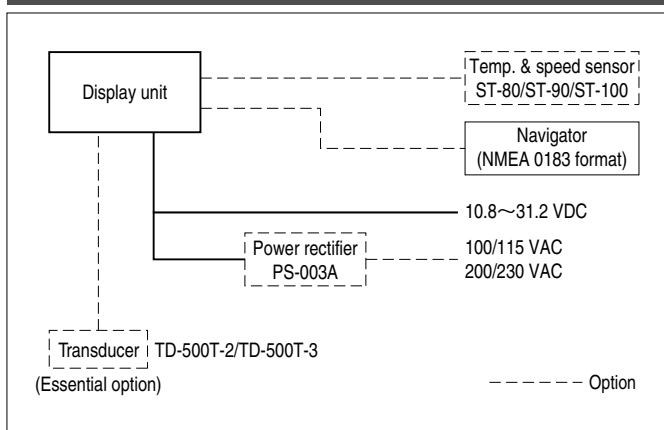 Display unit
Temp. & speed sensor
ST-80/ST-90/ST-100
Navigator
(NMEA 0183 format)
10.8～31.2 VDC
Power rectifier
PS-003A
100/115 VAC
200/230 VAC
Transducer TD-500T-2/TD-500T-3
(Essential option)
Option